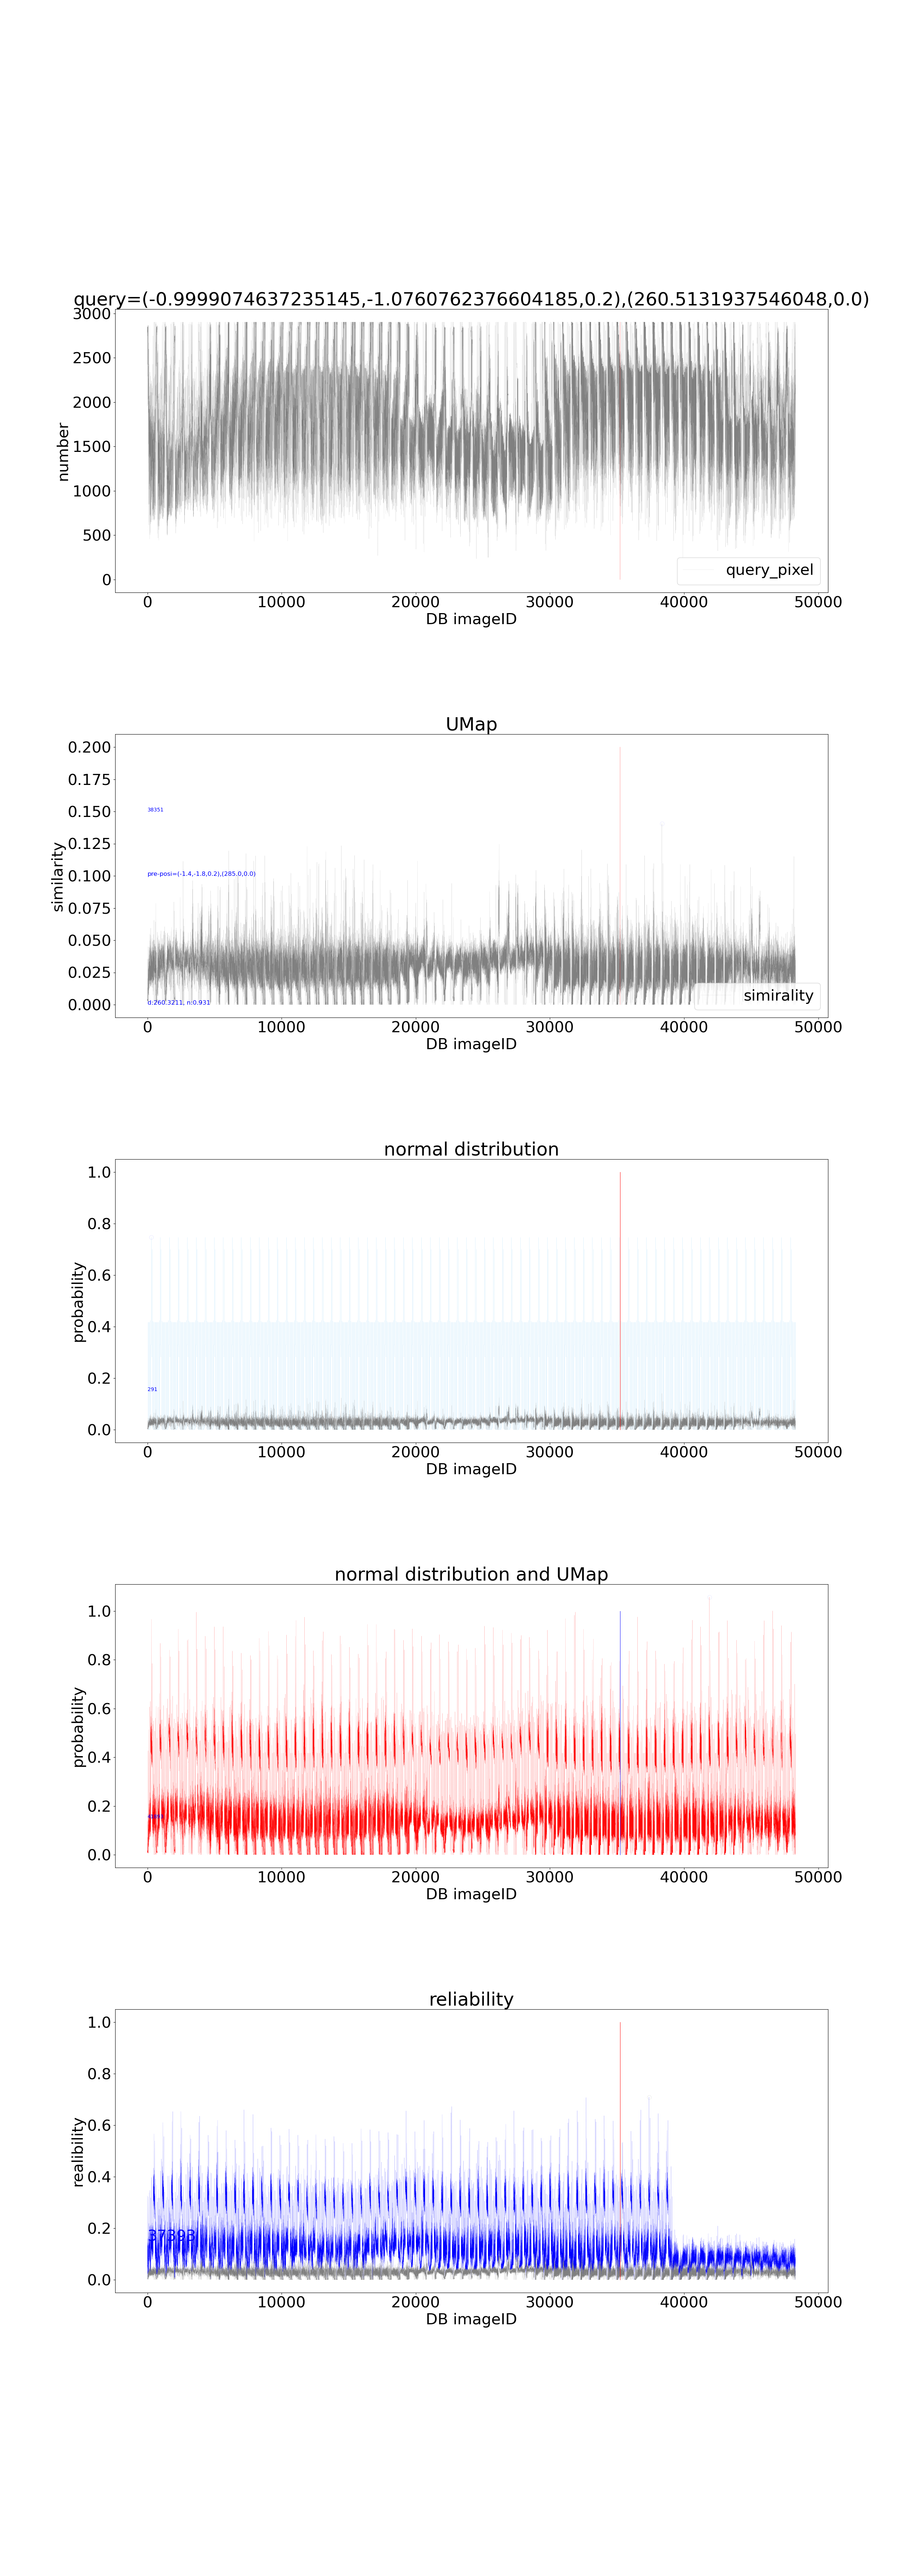 query=(-0.9999074637235145,-1.0760762376604185,0.2),(260.5131937546048,0.0)
3000
2500
2000
1500
1000
500
0
number
query_pixel
0 10000 20000 30000 40000 50000
DB imageID
UMap
0.200
0.175
0.150
0.125
0.100
0.075
0.050
0.025
0.000
similarity
38351
pre-posi=(-1.4,-1.8,0.2),(285.0,0.0)
d:260.3211, n:0.931
simirality
0 10000 20000 30000 40000 50000
DB imageID
normal distribution
1.0
0.8
0.6
0.4
0.2
0.0
probability
291
0 10000 20000 30000 40000 50000
DB imageID
normal distribution and UMap
1.0
0.8
0.6
0.4
0.2
0.0
probability
0 10000 20000 30000 40000 50000
DB imageID
reliability
1.0
0.8
0.6
0.4
0.2
0.0
realibility
37393
0 10000 20000 30000 40000 50000
DB imageID